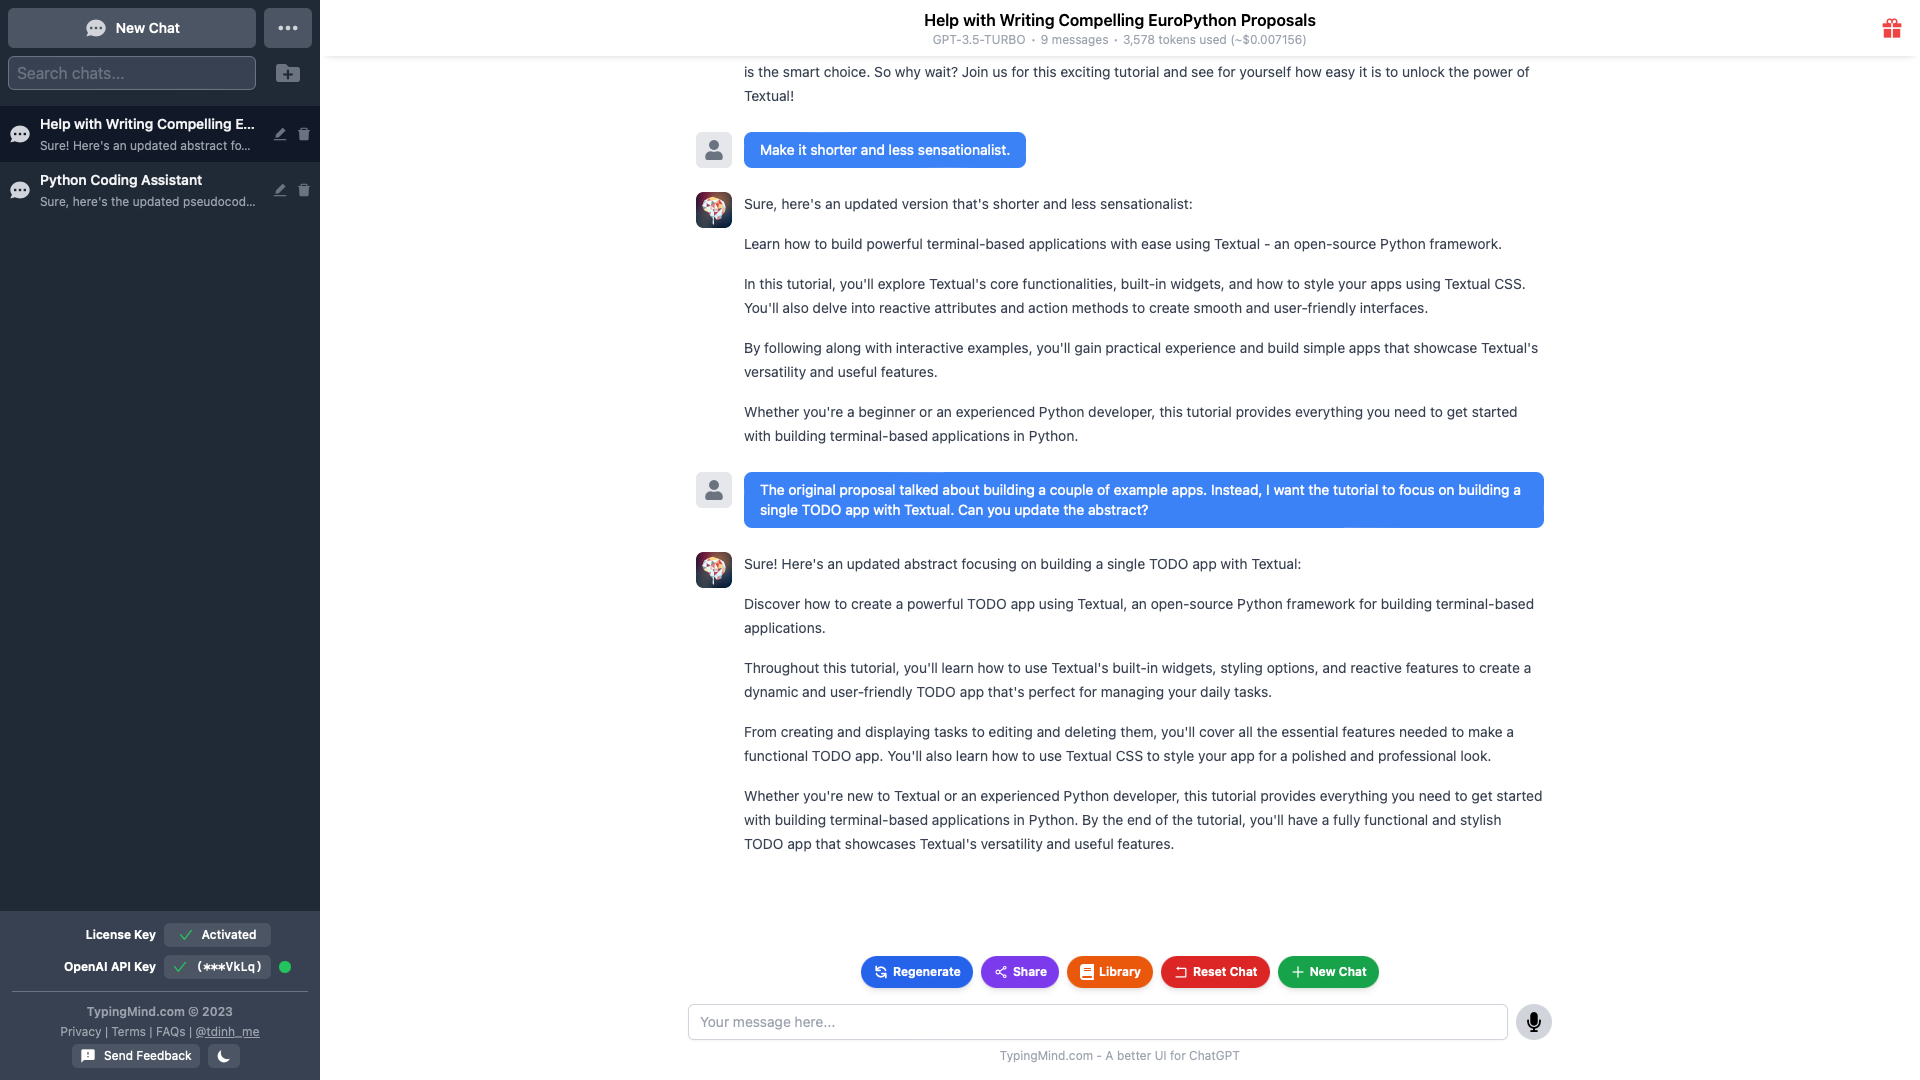 New Chat
Search chats...
Help with Writing Compelling E...
Sure! Here's an updated abstract fo...
Python Coding Assistant
Sure, here's the updated pseudocod...
License Key
Activated
OpenAI API Key
(***VkLq)
TypingMind.com © 2023
Privacy | Terms | FAQs | @tdinh_me
Send Feedback
Help with Writing Compelling EuroPython Proposals
GPT-3.5-TURBO • 9 messages • 3,578 tokens used (~$0.007156)
is the smart choice. So why wait? Join us for this exciting tutorial and see for yourself how easy it is to unlock the power of
Textual!
Make it shorter and less sensationalist.
Sure, here's an updated version that's shorter and less sensationalist:
Learn how to build powerful terminal-based applications with ease using Textual - an open-source Python framework.
In this tutorial, you'll explore Textual's core functionalities, built-in widgets, and how to style your apps using Textual CSS.
You'll also delve into reactive attributes and action methods to create smooth and user-friendly interfaces.
By following along with interactive examples, you'll gain practical experience and build simple apps that showcase Textual's
versatility and useful features.
Whether you're a beginner or an experienced Python developer, this tutorial provides everything you need to get started
with building terminal-based applications in Python.
The original proposal talked about building a couple of example apps. Instead, I want the tutorial to focus on building a
single TODO app with Textual. Can you update the abstract?
Sure! Here's an updated abstract focusing on building a single TODO app with Textual:
Discover how to create a powerful TODO app using Textual, an open-source Python framework for building terminal-based
applications.
Throughout this tutorial, you'll learn how to use Textual's built-in widgets, styling options, and reactive features to create a
dynamic and user-friendly TODO app that's perfect for managing your daily tasks.
From creating and displaying tasks to editing and deleting them, you'll cover all the essential features needed to make a
functional TODO app. You'll also learn how to use Textual CSS to style your app for a polished and professional look.
Whether you're new to Textual or an experienced Python developer, this tutorial provides everything you need to get started
with building terminal-based applications in Python. By the end of the tutorial, you'll have a fully functional and stylish
TODO app that showcases Textual's versatility and useful features.
Regenerate
Share
Library
Reset Chat
New Chat
Your message here...
TypingMind.com - A better UI for ChatGPT